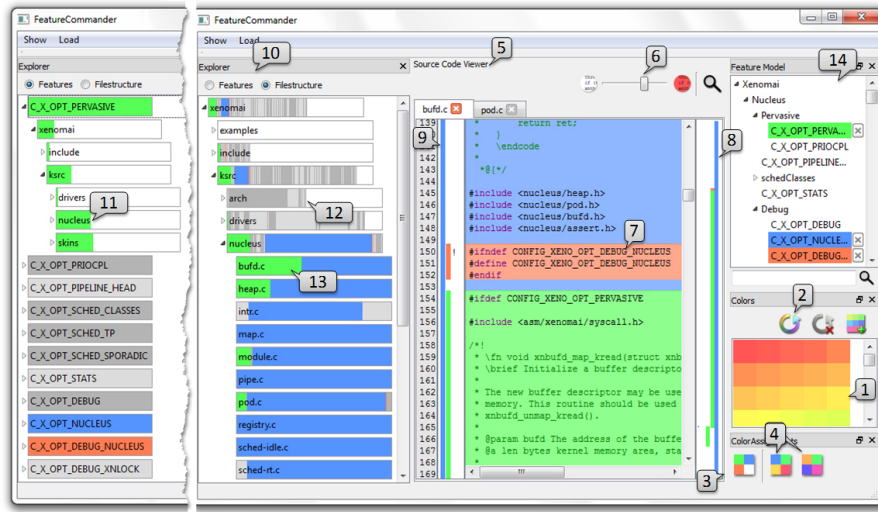 FeatureCommander
Show Load
Explorer
Features Filestructure
C_X_OPT_PERVASIVE
xenomai
include
ksrc
drivers
nucleus
11
skins
C_X_OPT_PRIOCPL
C_X_OPT_PIPELINE_HEAD
C_X_OPT_SCHED_CLASSES
C_X_OPT_SCHED_TP
C_X_OPT_SCHED_SPORADIC
C_X_OPT_STATS
C_X_OPT_DEBUG
C_X_OPT_NUCLEUS
C_X_OPT_DEBUG_NUCLEUS
C_X_OPT_DEBUG_XNLOCK
FeatureCommander
Show Load
10
Explorer
Features Filestructure
xenomai
examples
include
ksrc
arch
12
drivers
nucleus
bufd.c
13
heap.c
intr.c
map.c
module.c
pipe.c
pod.c
registry.c
sched-idle.c
sched-rt.c
5
Source Code Viewer
6
bufd.c pod.c
9
8
139 * return ret;
* }
* \endcode
142 *
143 *@{*/
144
145 #include <nucleus/heap.h>
146 #include <nucleus/pod.h>
147 #include <nucleus/bufd.h>
148 #include <nucleus/assert.h>
149
7
150 ! #ifndef CONFIG_XENO_OPT_DEBUG_NUCLEUS
151 #define CONFIG_XENO_OPT_DEBUG_NUCLEUS
152 #endif
153
154 #ifdef CONFIG_XENO_OPT_PERVASIVE
155
156 #include <asm/xenomai/syscall.h>
157
158 /*!
159 * \fn void xnbufd_map_kread(struct xnb
160 * \brief Initialize a buffer descripto
161 *
162 * The new buffer descriptor may be use
163 * memory. This routine should be used
164 * xnbufd_unmap_kread().
165 *
166 * @param bufd The address of the buffe
167 *
168 * @a len bytes kernel memory area, sta
169 *
Feature Model
14
Xenomai
Nucleus
Pervasive
C_X_OPT_PERVA...
C_X_OPT_PRIOCPL
C_X_OPT_PIPELINE...
schedClasses
C_X_OPT_STATS
Debug
C_X_OPT_DEBUG
C_X_OPT_NUCLE...
C_X_OPT_DEBUG...
Colors
2
1
4
3